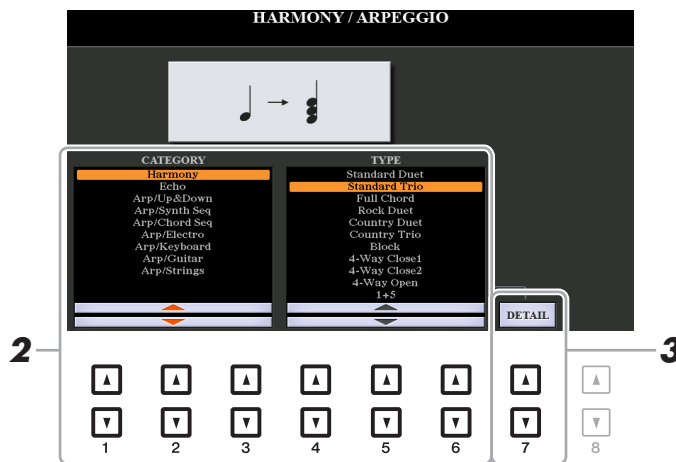 HARMONY / ARPEGGIO
CATEGORY
Harmony
Echo
Arp/Up&Down
Arp/Synth Seq
Arp/Chord Seq
Arp/Electro
Arp/Keyboard
Arp/Guitar
Arp/Strings
TYPE
Standard Duet
Standard Trio
Full Chord
Rock Duet
Country Duet
Country Trio
Block
4-Way Close1
4-Way Close2
4-Way Open
1+5
DETAIL
2
3
1 2 3 4 5 6 7 8